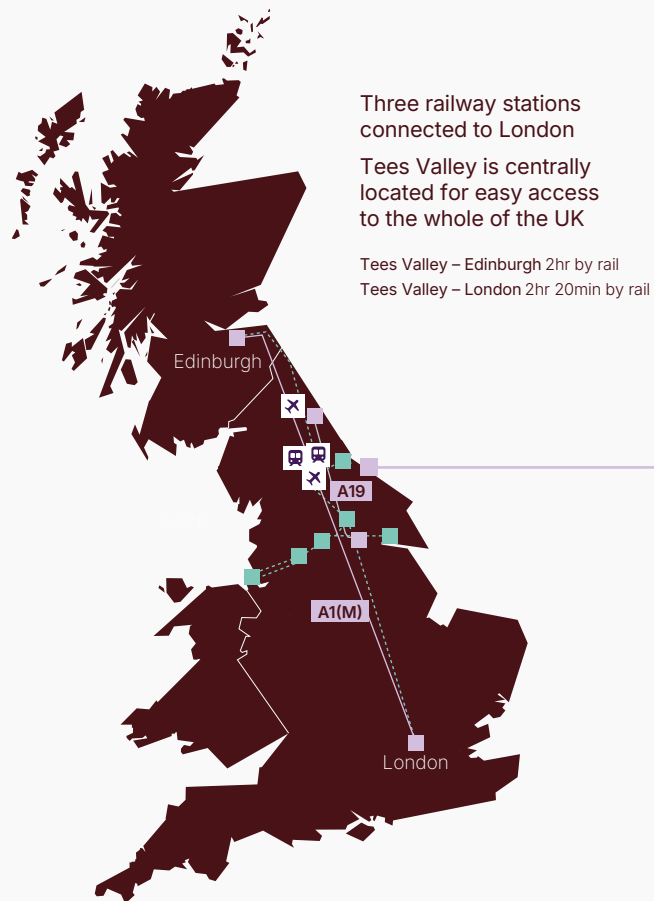 Three railway stations
connected to London
Tees Valley is centrally
located for easy access
to the whole of the UK
Tees Valley – Edinburgh 2hr by rail
Tees Valley – London 2hr 20min by rail
Edinburgh
A19
A1(M)
London